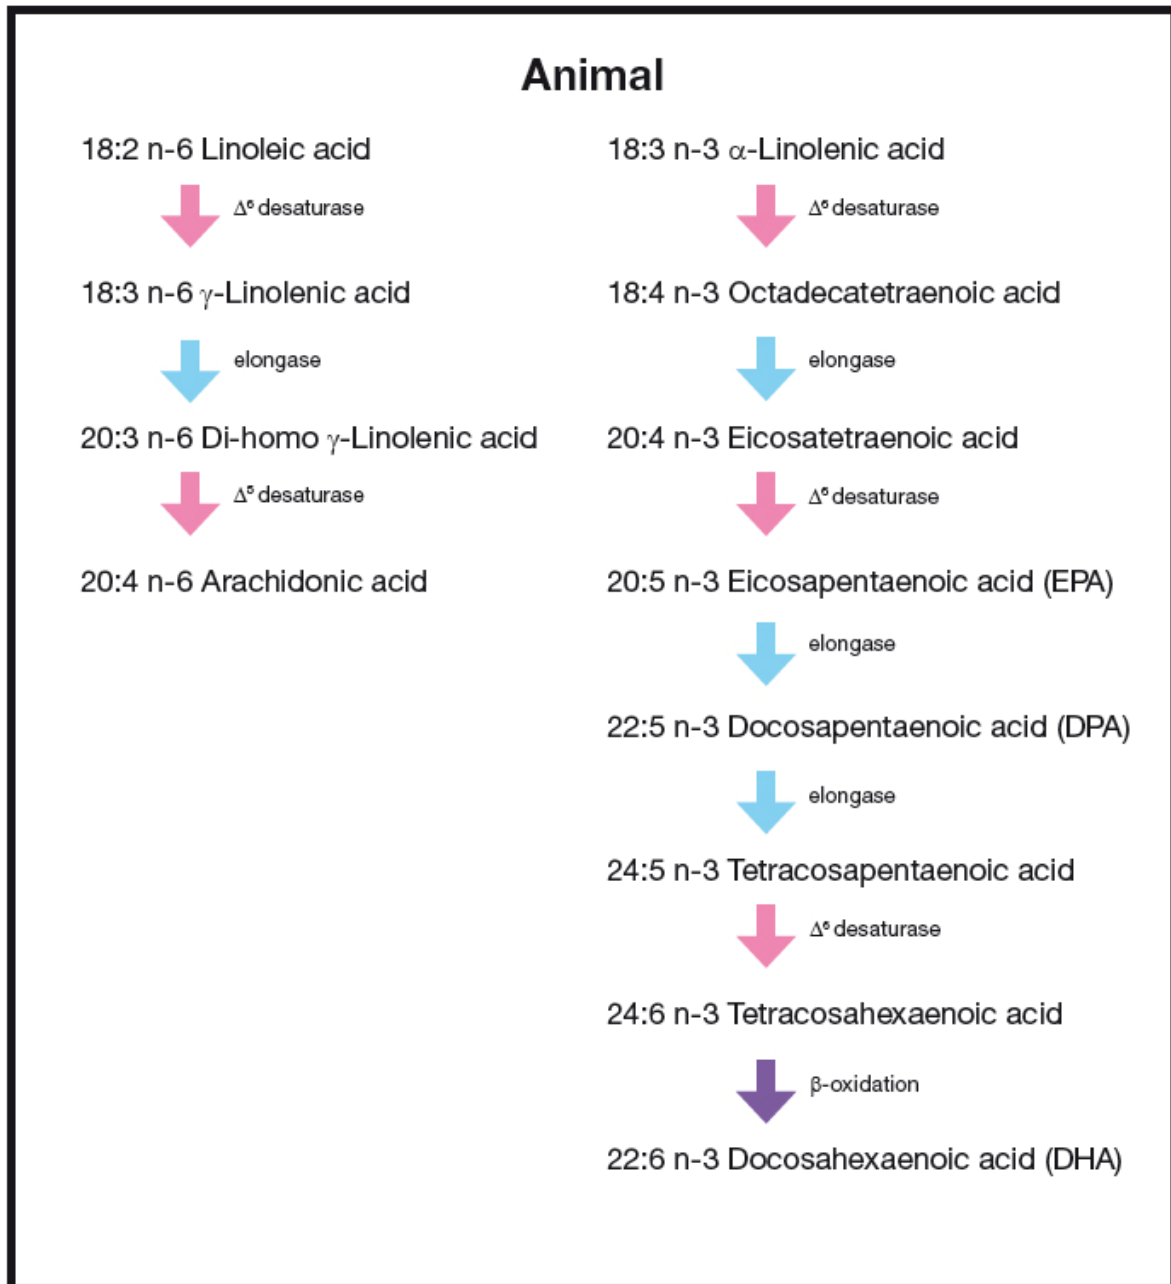 Animal
18:2 n-6 Linoleic acid
Δ⁶ desaturase
18:3 n-6 γ-Linolenic acid
elongase
20:3 n-6 Di-homo γ-Linolenic acid
Δ⁵ desaturase
20:4 n-6 Arachidonic acid
18:3 n-3 α-Linolenic acid
Δ⁶ desaturase
18:4 n-3 Octadecatetraenoic acid
elongase
20:4 n-3 Eicosatetraenoic acid
Δ⁵ desaturase
20:5 n-3 Eicosapentaenoic acid (EPA)
elongase
22:5 n-3 Docosapentaenoic acid (DPA)
elongase
24:5 n-3 Tetracosapentaenoic acid
Δ⁶ desaturase
24:6 n-3 Tetracosahexaenoic acid
β-oxidation
22:6 n-3 Docosahexaenoic acid (DHA)